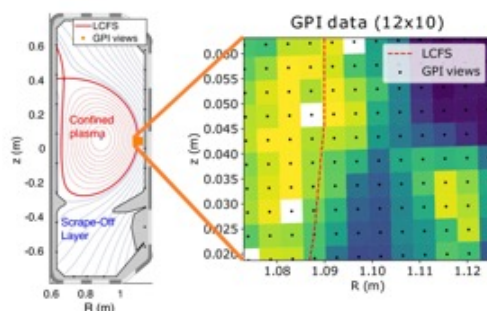 GPI data (12x10)
LCFS
GPI views
Confined
plasma
Scrape-Off
Layer
z (m)
0.6
0.4
0.2
0
-0.2
-0.4
-0.6
0.6
0.8
1
R (m)
LCFS
GPI views
z (m)
0.060
0.055
0.050
0.045
0.040
0.035
0.030
0.025
0.020
1.08
1.09
1.10
1.11
1.12
R (m)